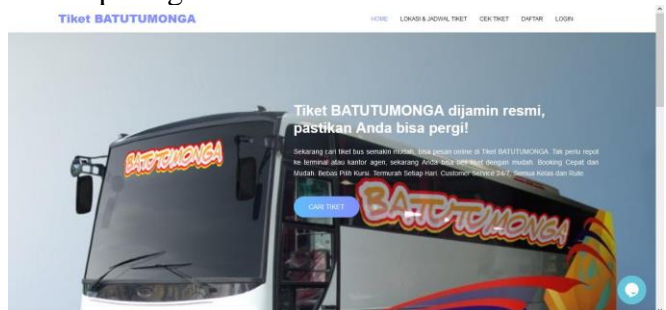 Tiket BATUTUMONGA
HOME LOKASI & JADWAL TIKET CEK TIKET DAFTAR LOGIN
Tiket BATUTUMONGA dijamin resmi,
pastikan Anda bisa pergi!
Sekarang cari tiket bus semakin mudah, bisa pesan online di Tiket BATUTUMONGA. Tak perlu repot
ke terminal atau kantor agen, sekarang Anda bisa beli tiket dengan mudah. Booking Cepat dan
Mudah. Bebas Pilih Kursi. Termurah Setiap Hari. Customer Service 24/7, Semua Kelas dan Rute.
CARI TIKET
BATUTUMONGA
BATUTUMONGA